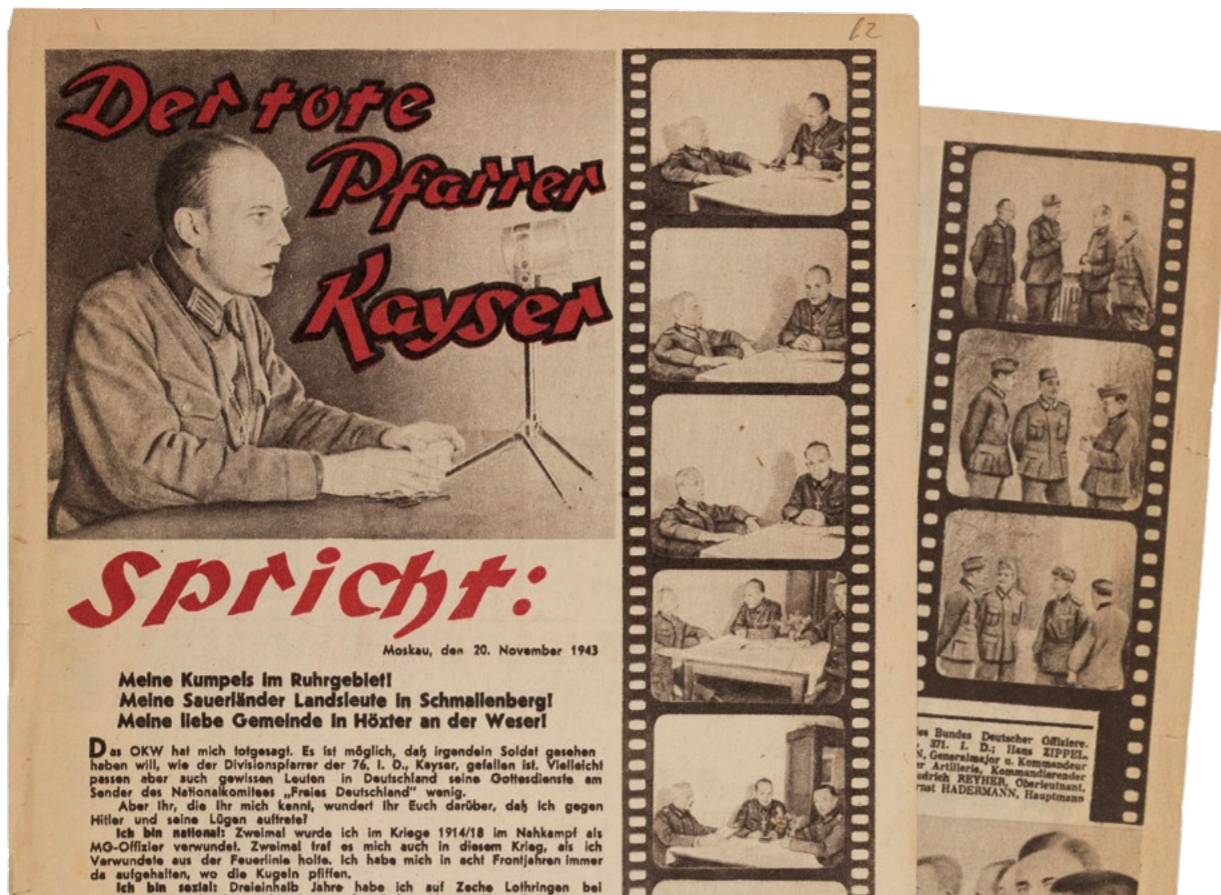 62
Der tote
Pfarrer
Kayser
Spricht:
Moskau, den 20. November 1943
Meine Kumpels im Ruhrgebiet!
Meine Sauerländer Landsleute in Schmallenberg!
Meine liebe Gemeinde in Höxter an der Weser!
Das OKW hat mich totgesagt. Es ist möglich, daß irgendein Soldat gesehen
haben will, wie der Divisionspfarrer der 76. I. D., Kayser, gefallen ist. Vielleicht
passen aber auch gewissen Leuten in Deutschland seine Gottesdienste am
Sender des Nationalkomitees „Freies Deutschland" wenig.
Aber Ihr, die Ihr mich kennt, wundert Ihr Euch darüber, daß ich gegen
Hitler und seine Lügen auftrete?
Ich bin national: Zweimal wurde ich im Kriege 1914/18 im Nahkampf als
MG-Offizier verwundet. Zweimal traf es mich auch in diesem Krieg, als ich
Verwundete aus der Feuerlinie holte. Ich habe mich in acht Frontjahren immer
da aufgehalten, wo die Kugeln pfiffen.
Ich bin sozial: Dreieinhalb Jahre habe ich auf Zeche Lothringen bei
des Bundes Deutscher Offiziere.
371. I. D.; Hans ZIPPEL,
N, Generalmajor u. Kommandeur
er Artillerie, Kommandierender
edrich REYHER, Oberleutnant,
rnst HADERMANN, Hauptmann